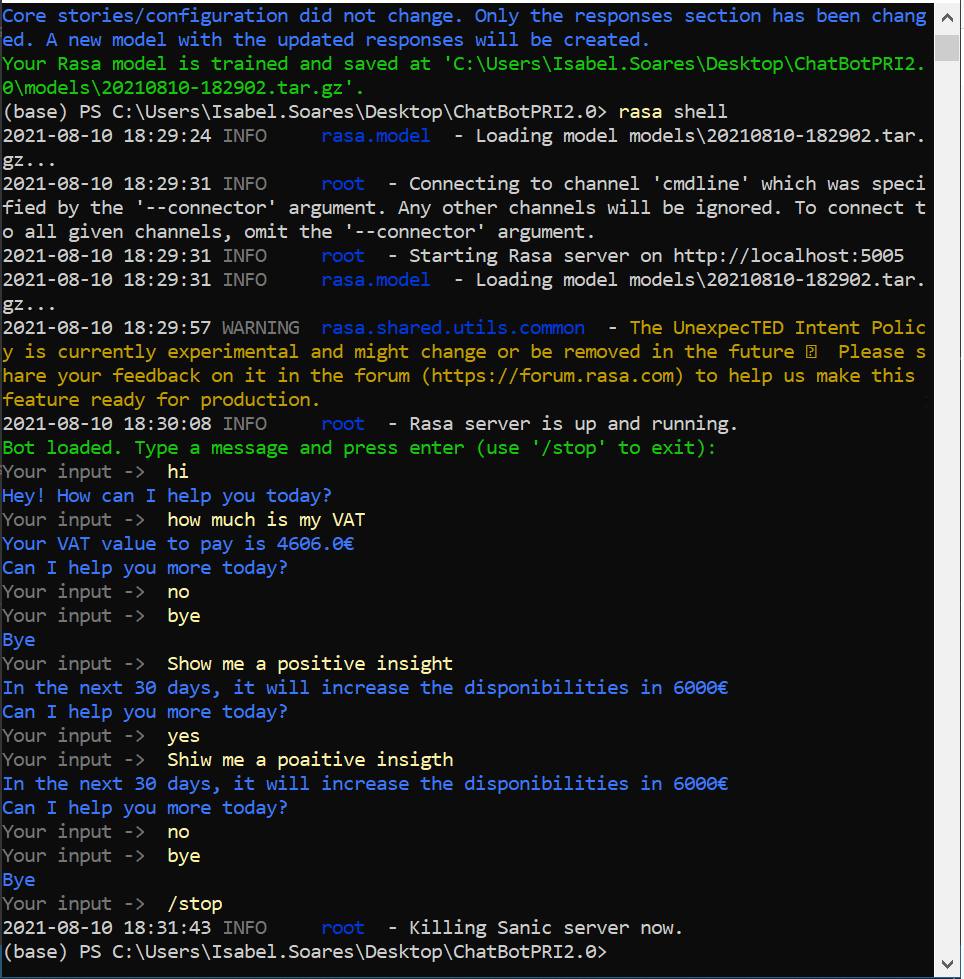 Core stories/configuration did not change. Only the responses section has been chang
ed. A new model with the updated responses will be created.
Your Rasa model is trained and saved at 'C:\Users\Isabel.Soares\Desktop\ChatBotPRI2.
0\models\20210810-182902.tar.gz'.
(base) PS C:\Users\Isabel.Soares\Desktop\ChatBotPRI2.0> rasa shell
2021-08-10 18:29:24 INFO     rasa.model  - Loading model models\20210810-182902.tar.
gz...
2021-08-10 18:29:31 INFO     root  - Connecting to channel 'cmdline' which was speci
fied by the '--connector' argument. Any other channels will be ignored. To connect t
o all given channels, omit the '--connector' argument.
2021-08-10 18:29:31 INFO     root  - Starting Rasa server on http://localhost:5005
2021-08-10 18:29:31 INFO     rasa.model  - Loading model models\20210810-182902.tar.
gz...
2021-08-10 18:29:57 WARNING  rasa.shared.utils.common  - The UnexpecTED Intent Polic
y is currently experimental and might change or be removed in the future  Please s
hare your feedback on it in the forum (https://forum.rasa.com) to help us make this
feature ready for production.
2021-08-10 18:30:08 INFO     root  - Rasa server is up and running.
Bot loaded. Type a message and press enter (use '/stop' to exit):
Your input ->  hi
Hey! How can I help you today?
Your input ->  how much is my VAT
Your VAT value to pay is 4606.0€
Can I help you more today?
Your input ->  no
Your input ->  bye
Bye
Your input ->  Show me a positive insight
In the next 30 days, it will increase the disponibilities in 6000€
Can I help you more today?
Your input ->  yes
Your input ->  Shiw me a poaitive insigth
In the next 30 days, it will increase the disponibilities in 6000€
Can I help you more today?
Your input ->  no
Your input ->  bye
Bye
Your input ->  /stop
2021-08-10 18:31:43 INFO     root  - Killing Sanic server now.
(base) PS C:\Users\Isabel.Soares\Desktop\ChatBotPRI2.0>